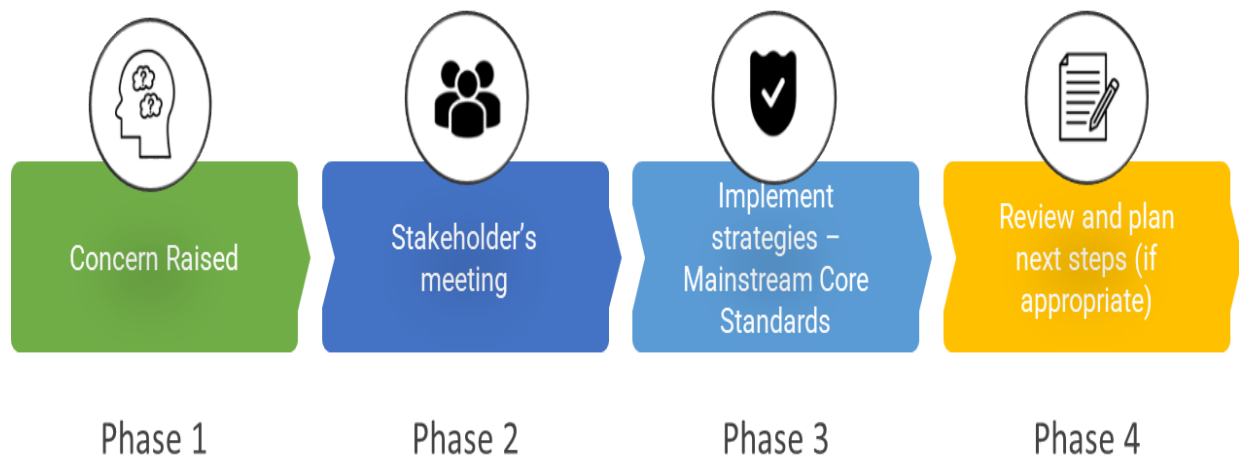 Concern Raised
Stakeholder’s
meeting
Implement
strategies –
Mainstream Core
Standards
Review and plan
next steps (if
appropriate)
Phase 1
Phase 2
Phase 3
Phase 4